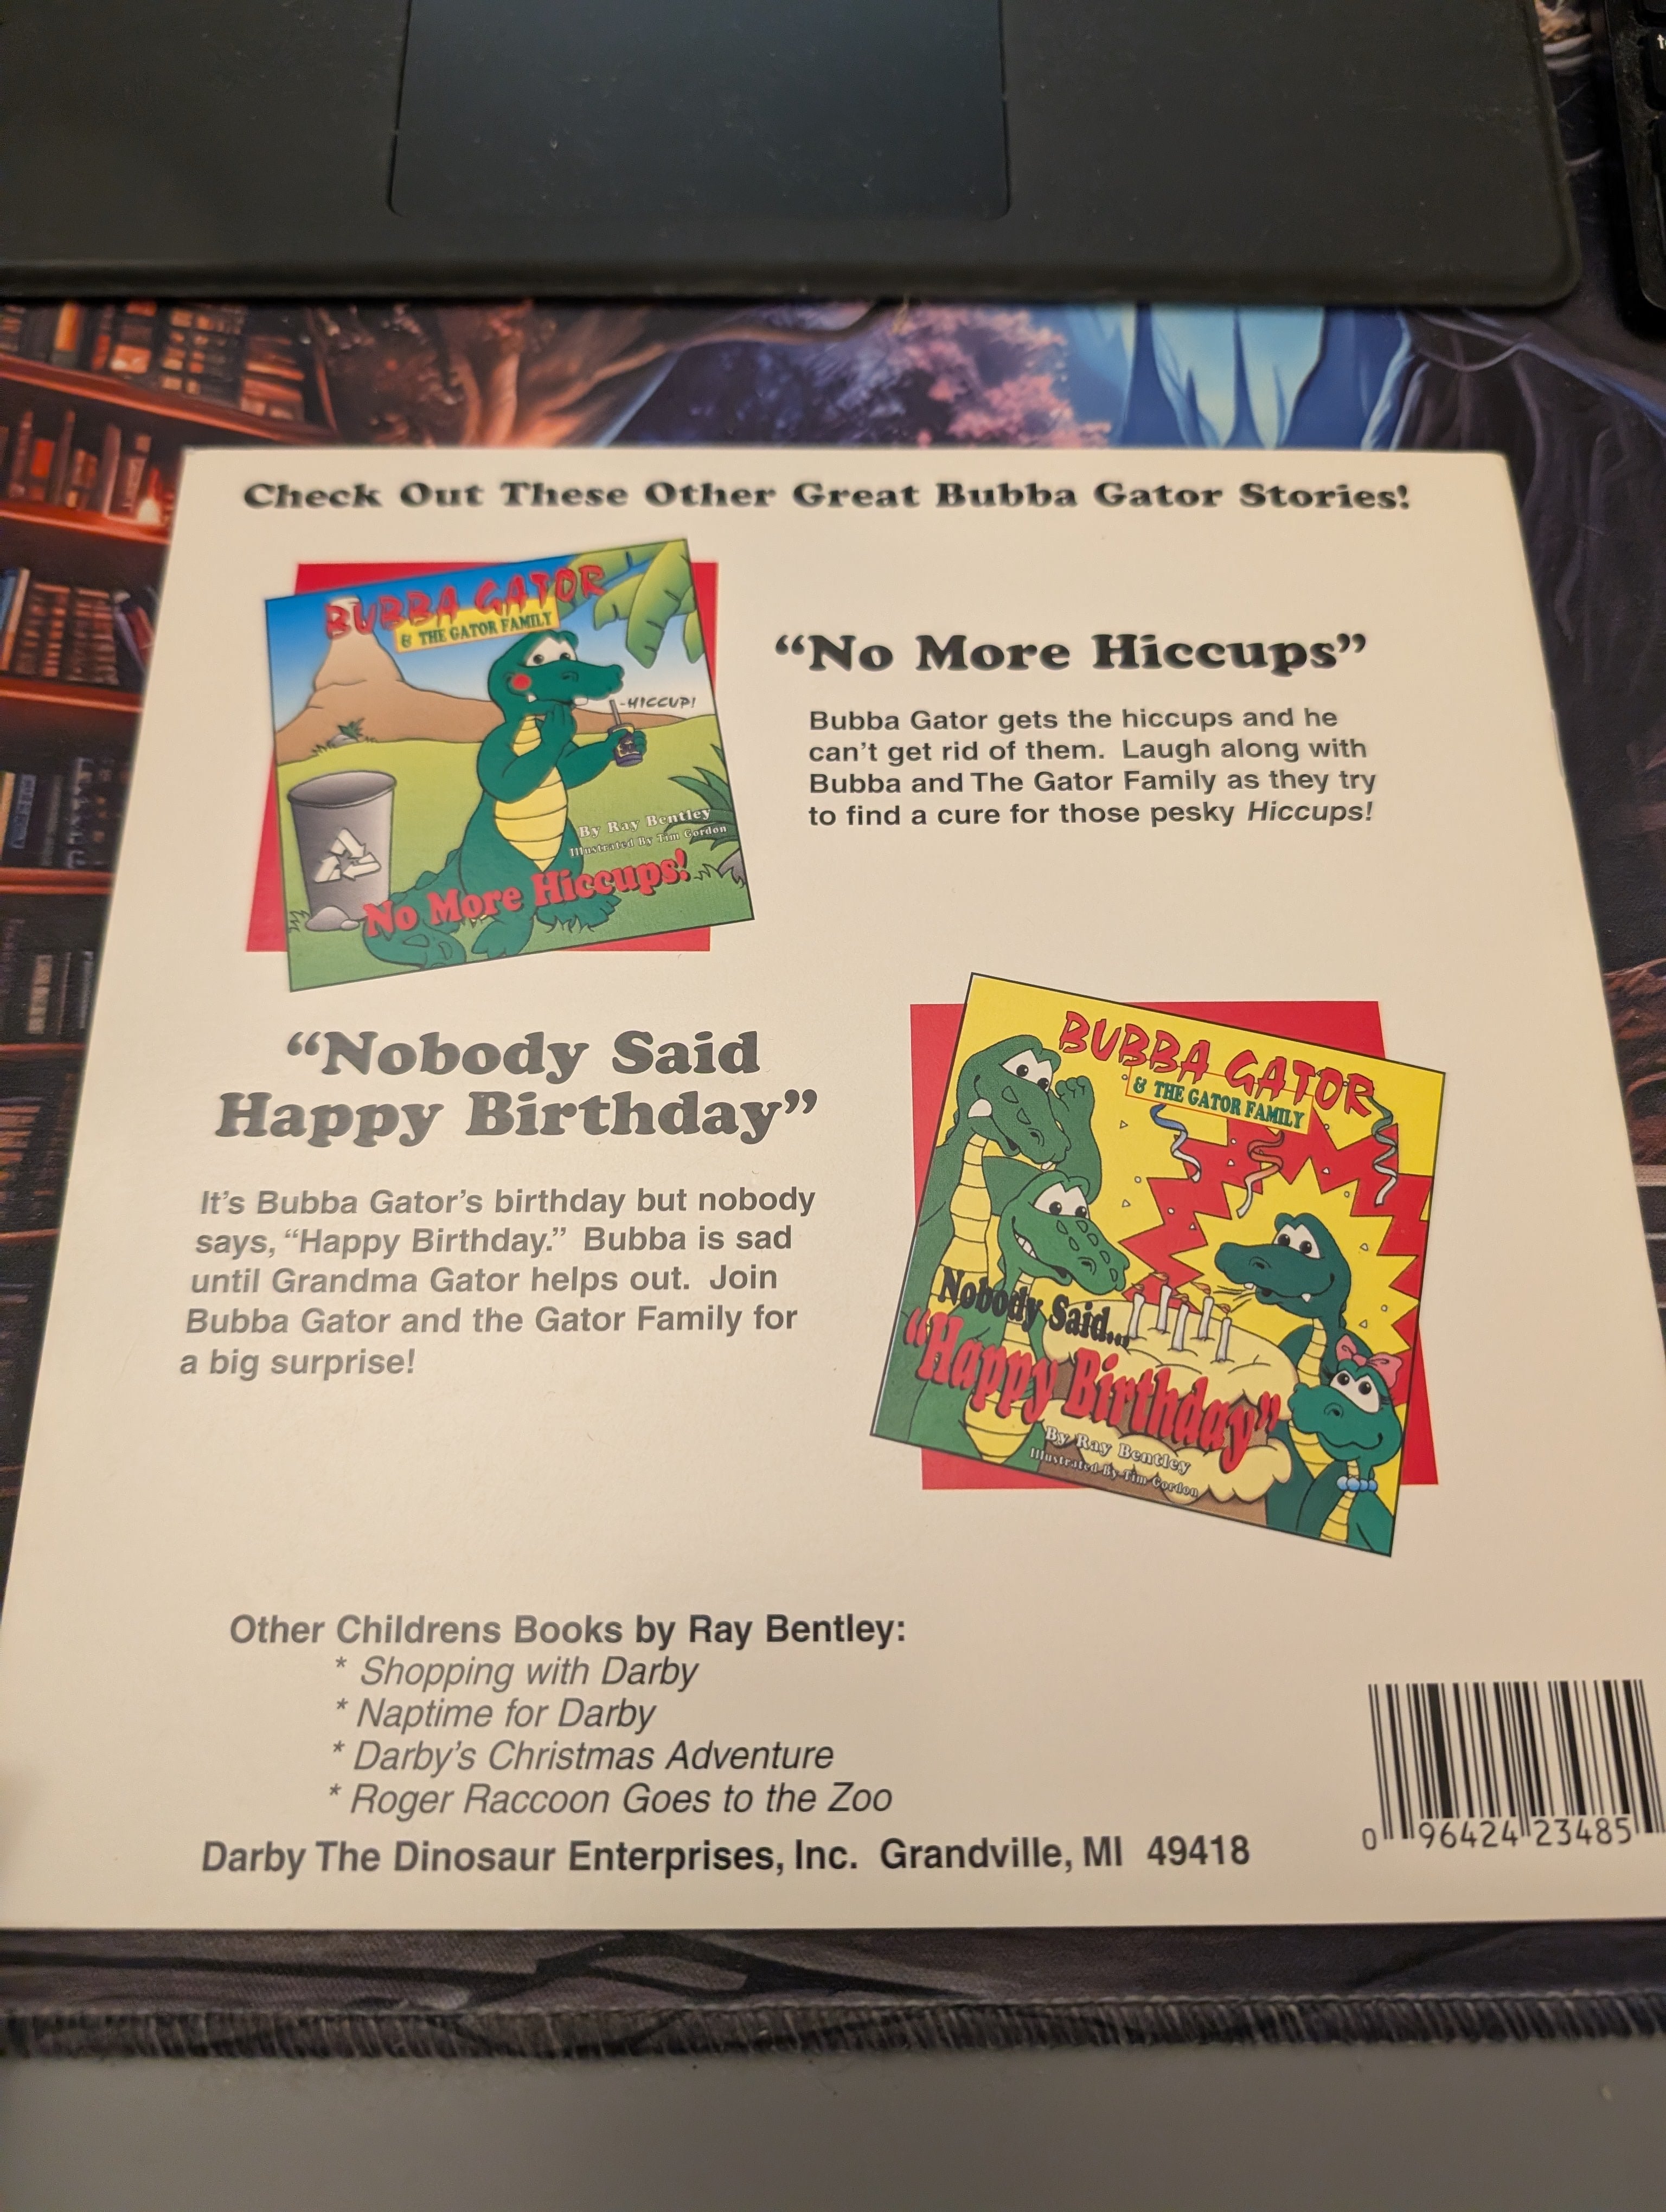 Check Out These Other Great Bubba Gator Stories!
BUBBA GATOR
& THE GATOR FAMILY
-HICCUP!
By Ray Bentley
Illustrated By Tim Gordon
No More Hiccups!
“No More Hiccups”
Bubba Gator gets the hiccups and he
can’t get rid of them. Laugh along with
Bubba and The Gator Family as they try
to find a cure for those pesky Hiccups!
“Nobody Said
Happy Birthday”
It’s Bubba Gator’s birthday but nobody
says, “Happy Birthday.” Bubba is sad
until Grandma Gator helps out. Join
Bubba Gator and the Gator Family for
a big surprise!
BUBBA GATOR
& THE GATOR FAMILY
Nobody Said...
“Happy Birthday”
By Ray Bentley
Illustrated By Tim Gordon
Other Childrens Books by Ray Bentley:
* Shopping with Darby
* Naptime for Darby
* Darby’s Christmas Adventure
* Roger Raccoon Goes to the Zoo
Darby The Dinosaur Enterprises, Inc. Grandville, MI 49418
0 96424 23485